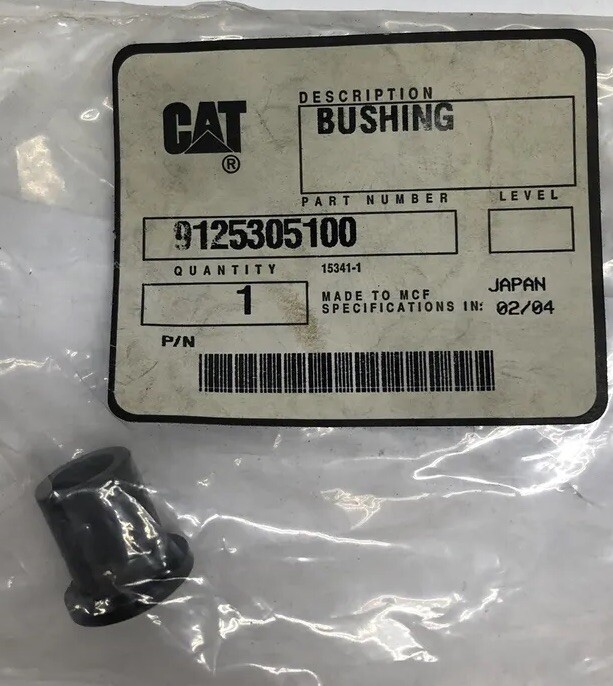 CAT®
DESCRIPTION
BUSHING
PART NUMBER
LEVEL
9125305100
QUANTITY
15341-1
1
MADE TO MCF
SPECIFICATIONS IN:
JAPAN
02/04
P/N